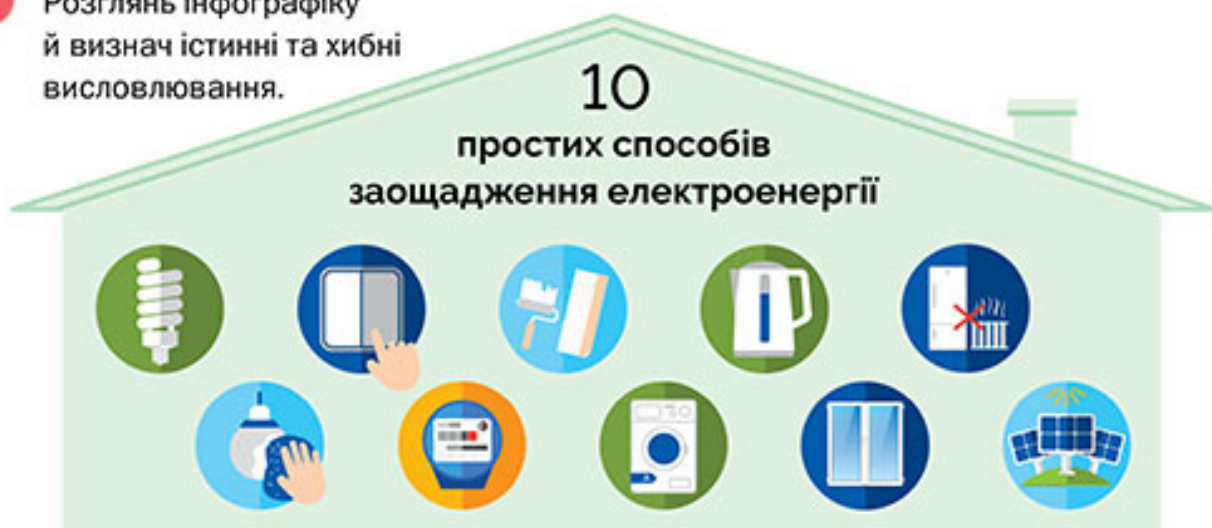 Розглянь інфографіку
й визнач істинні та хибні
висловлювання.
10
простих способів
заощадження електроенергії